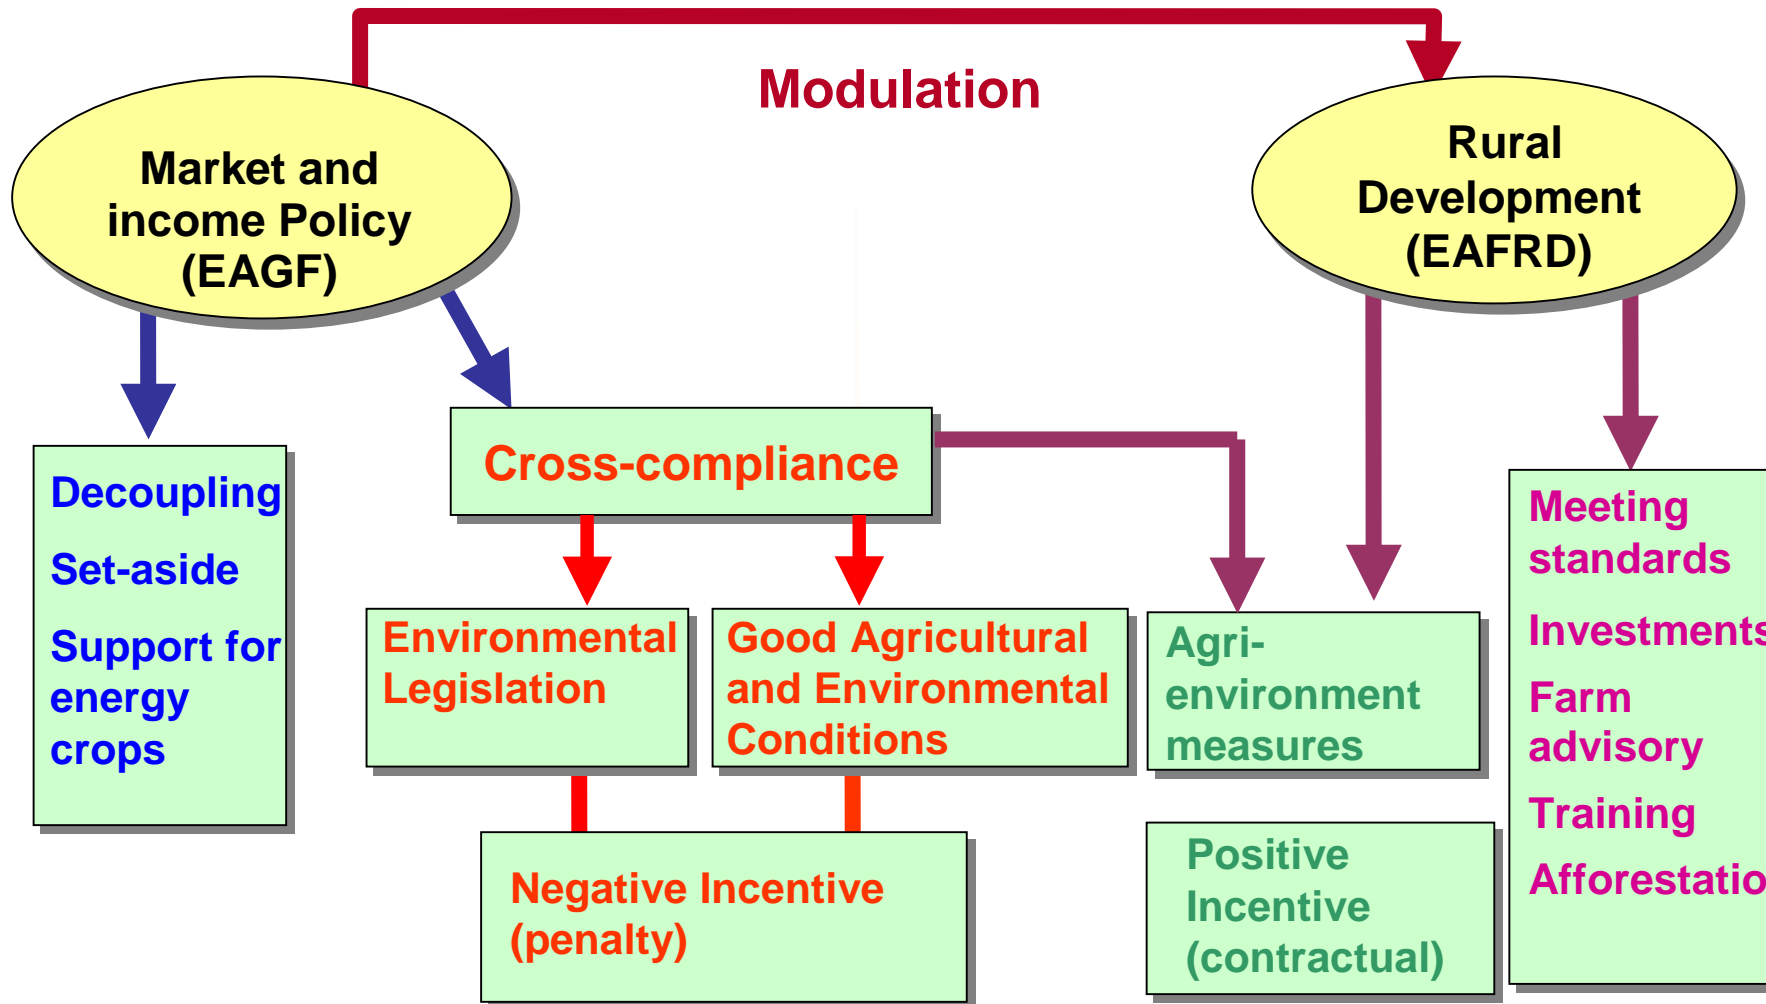 Modulation
Market and
income Policy
(EAGF)
Rural
Development
(EAFRD)
Cross-compliance
Decoupling
Set-aside
Support for
energy
crops
Environmental
Legislation
Good Agricultural
and Environmental
Conditions
Agri-
environment
measures
Meeting
standards
Investments
Farm
advisory
Training
Afforestatio
Negative Incentive
(penalty)
Positive
Incentive
(contractual)